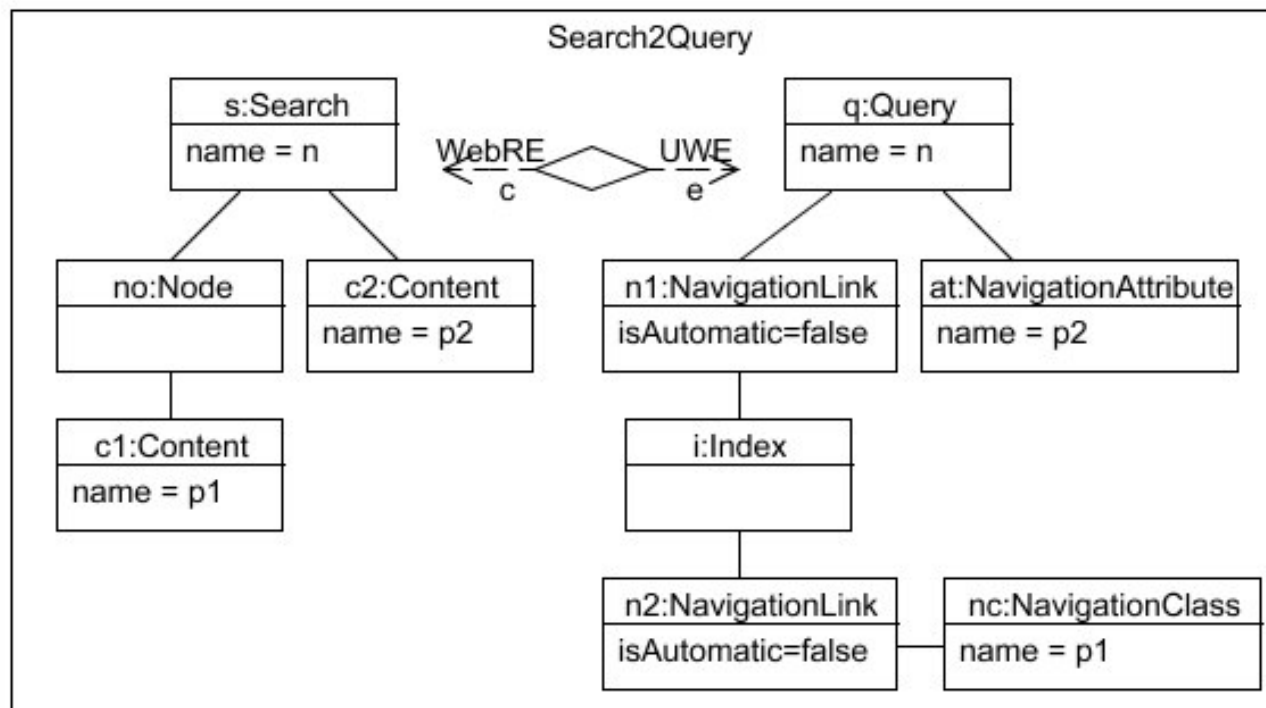 Search2Query
s:Search
name = n
WebRE
c
UWE
e
q:Query
name = n
no:Node
c2:Content
name = p2
n1:NavigationLink
isAutomatic=false
at:NavigationAttribute
name = p2
c1:Content
name = p1
i:Index
n2:NavigationLink
isAutomatic=false
nc:NavigationClass
name = p1